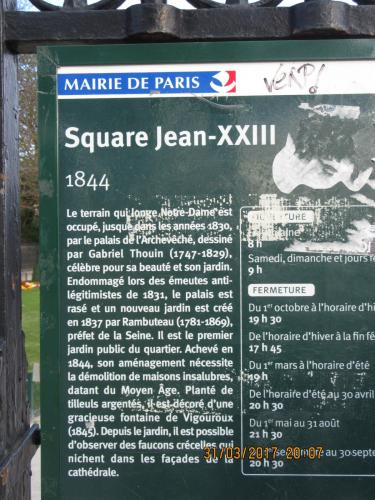 MAIRIE DE PARIS
VERP!
Square Jean-XXIII
1844
Le terrain qui longe Notre-Dame est
occupé, jusque dans les années 1830,
par le palais de l'Archevêché, dessiné
par Gabriel Thouin (1747-1829),
célèbre pour sa beauté et son jardin.
Endommagé lors des émeutes anti-
légitimistes de 1831, le palais est
rasé et un nouveau jardin est créé
en 1837 par Rambuteau (1781-1869),
préfet de la Seine. Il est le premier
jardin public du quartier. Achevé en
1844, son aménagement nécessite
la démolition de maisons insalubres,
datant du Moyen Âge. Planté de
tilleuls argentés, il est décoré d'une
gracieuse fontaine de Vigouroux
(1845). Depuis le jardin, il est possible
d'observer des faucons crécelles qui
nichent dans les façades de la
cathédrale.
OUVERTURE
8 h
Samedi, dimanche et jours fé
9 h
FERMETURE
Du 1er octobre à l'horaire d'hi
19 h 30
De l'horaire d'hiver à la fin fé
17 h 45
Du 1er mars à l'horaire d'été
19 h
De l'horaire d'été au 30 avril
20 h 30
Du 1er mai au 31 août
21 h 30
Du 1er septembre au 30 sept
20 h 30
31/03/2017 20:07